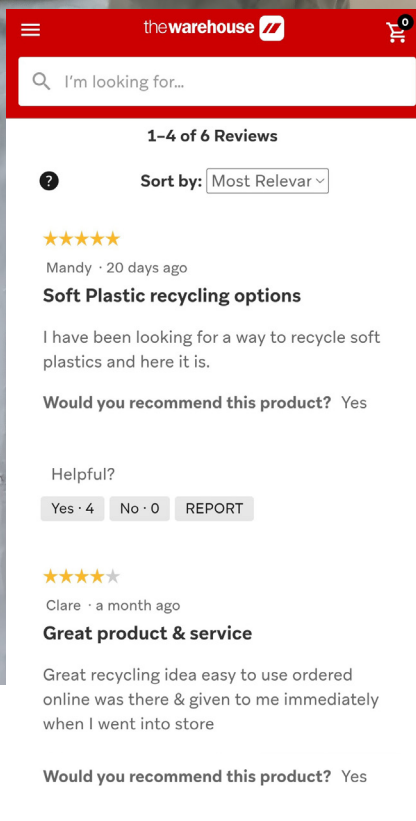 thewarehouse
0
I'm looking for...
1–4 of 6 Reviews
?
Sort by: Most Relevar
Mandy · 20 days ago
Soft Plastic recycling options
I have been looking for a way to recycle soft
plastics and here it is.
Would you recommend this product? Yes
Helpful?
Yes · 4 No · 0 REPORT
Clare · a month ago
Great product & service
Great recycling idea easy to use ordered
online was there & given to me immediately
when I went into store
Would you recommend this product? Yes